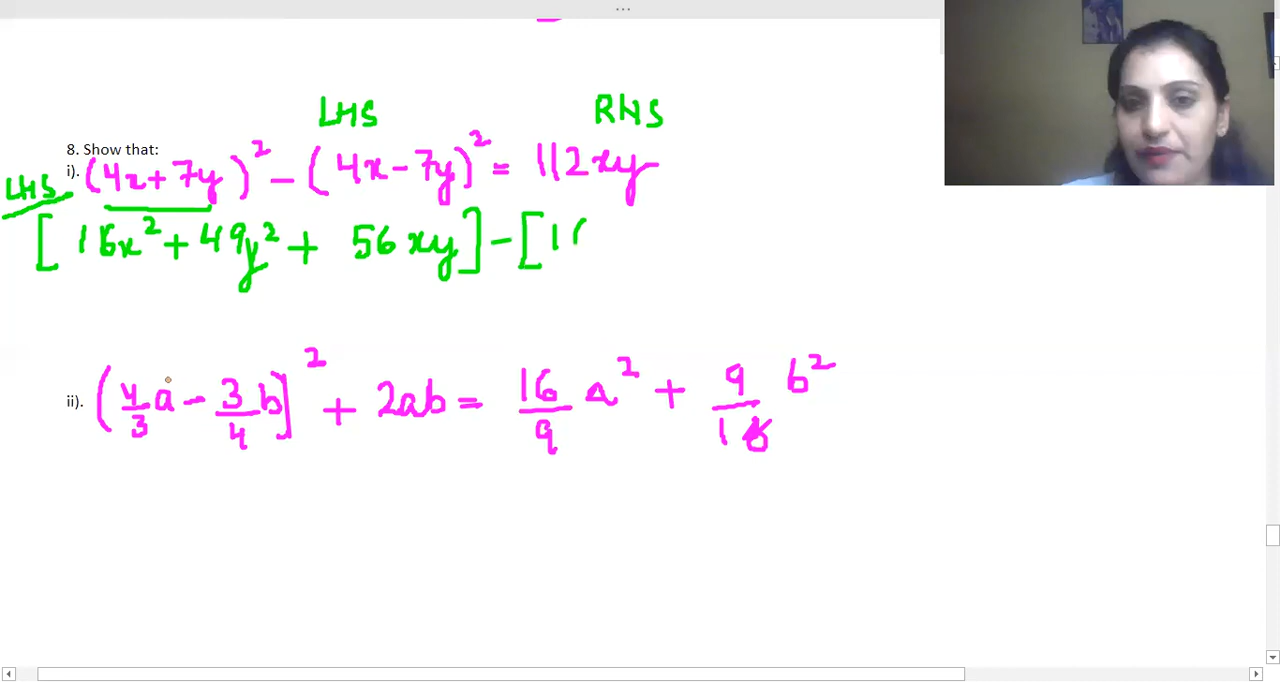 LHS RHS
8. Show that:
i). (4x + 7y)² - (4x - 7y)² = 112xy
LHS
[16x² + 49y² + 56xy] - [1(
ii). (4/3 a - 3/4 b)² + 2ab = 16/9 a² + 9/16 b²